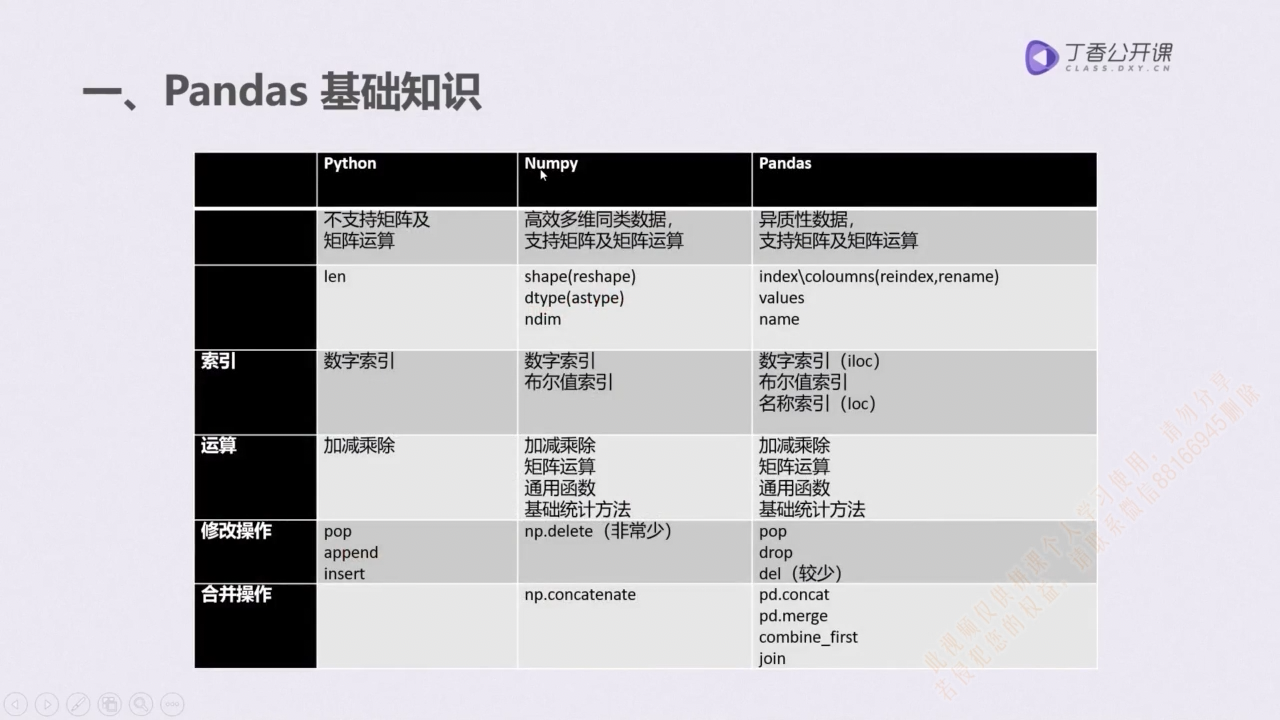 丁香公开课
CLASS.DXY.CN
一、Pandas 基础知识
Python
Numpy
Pandas
不支持矩阵及
矩阵运算
高效多维同类数据，
支持矩阵及矩阵运算
异质性数据，
支持矩阵及矩阵运算
len
shape(reshape)
dtype(astype)
ndim
index\coloumns(reindex,rename)
values
name
索引
数字索引
数字索引
布尔值索引
数字索引（iloc）
布尔值索引
名称索引（loc）
运算
加减乘除
加减乘除
矩阵运算
通用函数
基础统计方法
加减乘除
矩阵运算
通用函数
基础统计方法
修改操作
pop
append
insert
np.delete（非常少）
pop
drop
del（较少）
合并操作
np.concatenate
pd.concat
pd.merge
combine_first
join
此视频仅供购课个人学习使用，请勿分享
若侵犯您的权益，请联系微信88166945删除